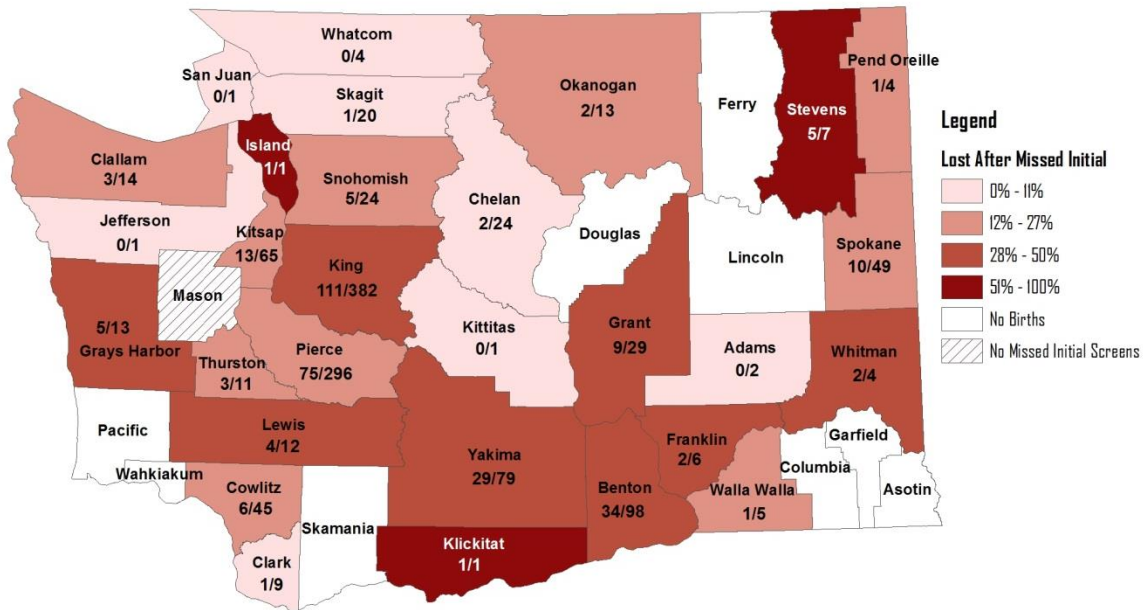 Whatcom
0/4
San Juan
0/1
Skagit
1/20
Okanogan
2/13
Ferry
Stevens
5/7
Pend Oreille
1/4
Island
1/1
Clallam
3/14
Snohomish
5/24
Chelan
2/24
Jefferson
0/1
Kitsap
13/65
Douglas
Lincoln
Spokane
10/49
King
111/382
Mason
5/13
Grays Harbor
Kittitas
0/1
Grant
9/29
Adams
0/2
Whitman
2/4
Thurston
3/11
Pierce
75/296
Pacific
Lewis
4/12
Yakima
29/79
Franklin
2/6
Garfield
Columbia
Asotin
Wahkiakum
Cowlitz
6/45
Skamania
Benton
34/98
Walla Walla
1/5
Klickitat
1/1
Clark
1/9
Legend
Lost After Missed Initial
0% - 11%
12% - 27%
28% - 50%
51% - 100%
No Births
No Missed Initial Screens